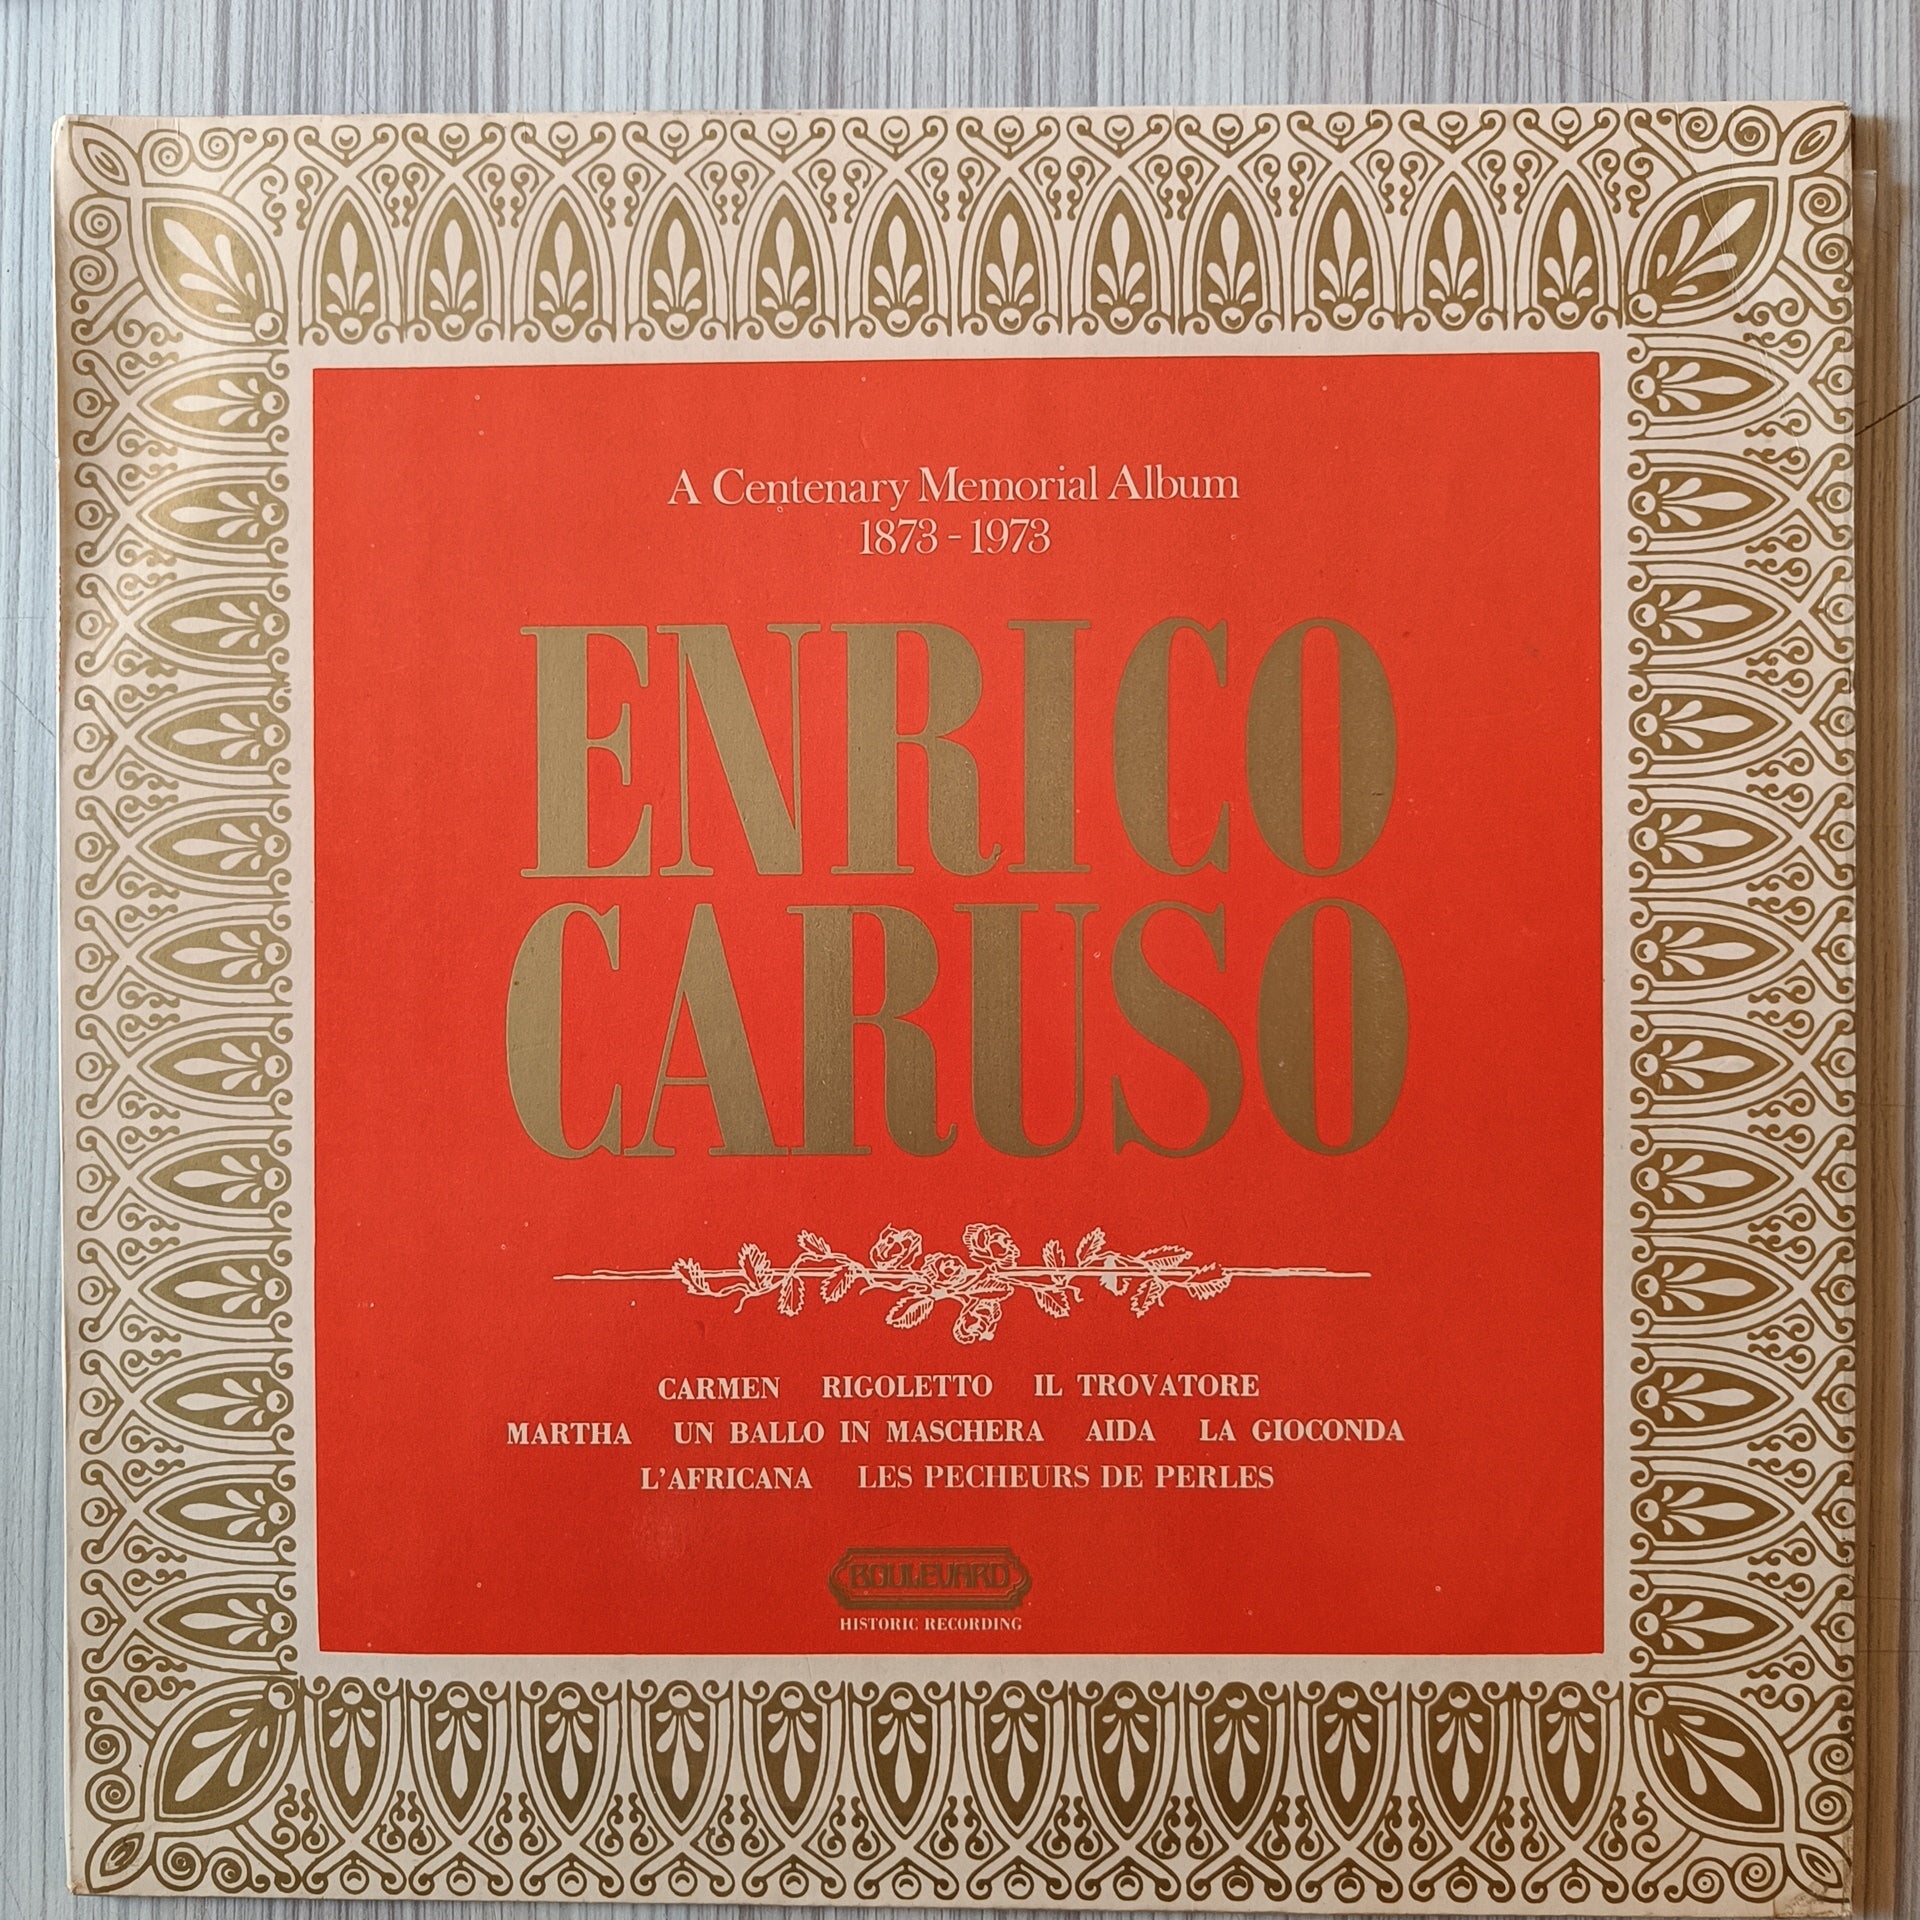 A Centenary Memorial Album
1873 - 1973
ENRICO
CARUSO
CARMEN RIGOLETTO IL TROVATORE
MARTHA UN BALLO IN MASCHERA AIDA LA GIOCONDA
L'AFRICANA LES PECHEURS DE PERLES
BOULEVARD
HISTORIC RECORDING